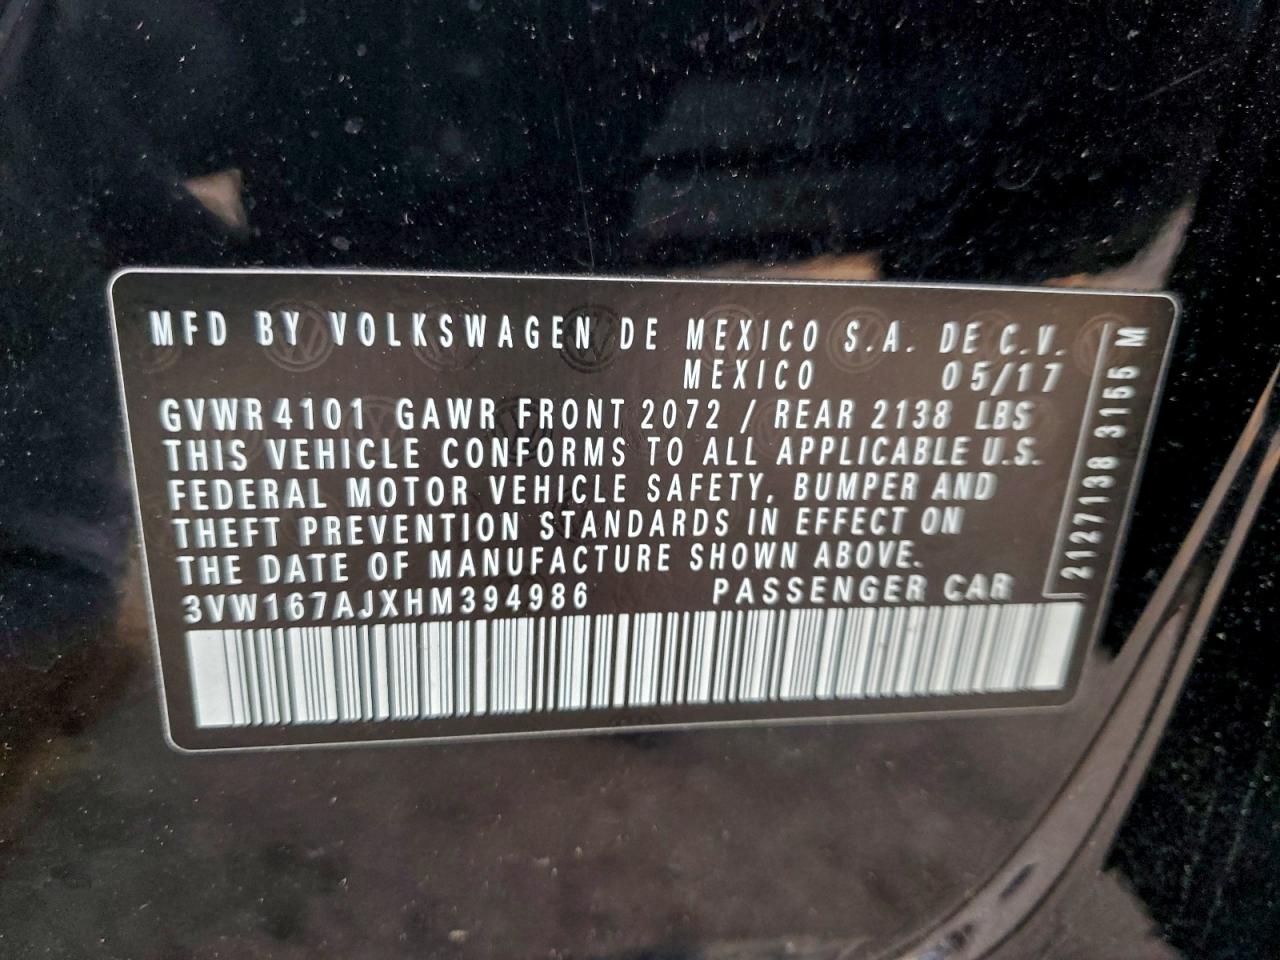 MFD BY VOLKSWAGEN DE MEXICO S.A. DE C.V.
MEXICO 05/17
GVWR 4101 GAWR FRONT 2072 / REAR 2138 LBS
THIS VEHICLE CONFORMS TO ALL APPLICABLE U.S.
FEDERAL MOTOR VEHICLE SAFETY, BUMPER AND
THEFT PREVENTION STANDARDS IN EFFECT ON
THE DATE OF MANUFACTURE SHOWN ABOVE.
3VW167AJXHM394986 PASSENGER CAR
2127138 3155 M